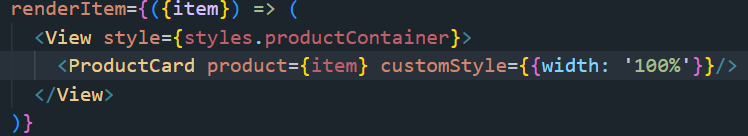 renderItem={({item}) => (
<View style={styles.productContainer}>
<ProductCard product={item} customStyle={{width: '100%'}}/>
</View>
)}